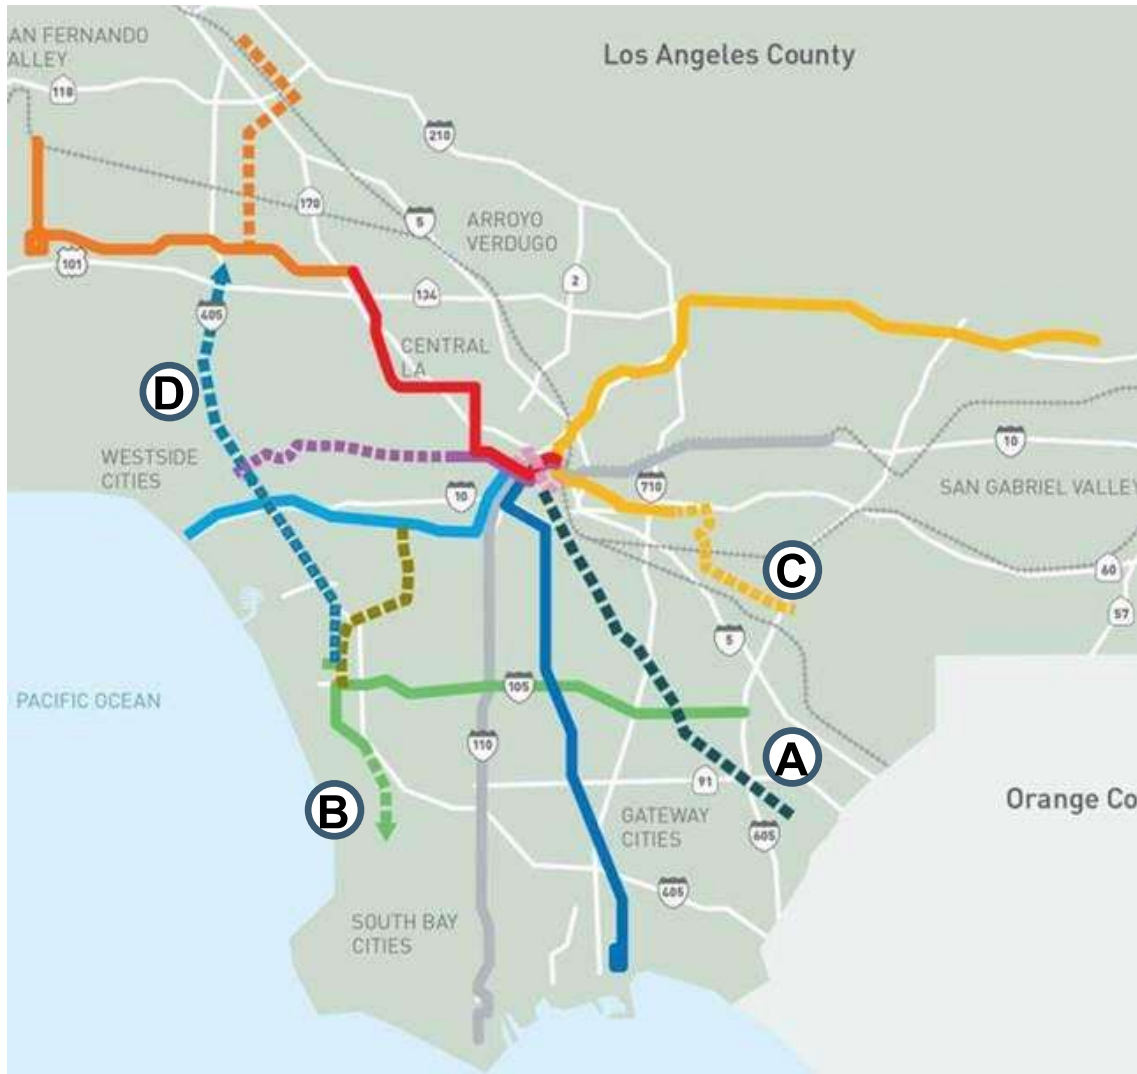 AN FERNANDO
ALLEY
Los Angeles County
118
210
170
5
ARROYO
VERDUGO
101
2
134
405
CENTRAL
LA
D
WESTSIDE
CITIES
10
710
10
SAN GABRIEL VALLEY
C
60
57
5
PACIFIC OCEAN
105
110
A
91
B
GATEWAY
CITIES
Orange Co
605
405
SOUTH BAY
CITIES